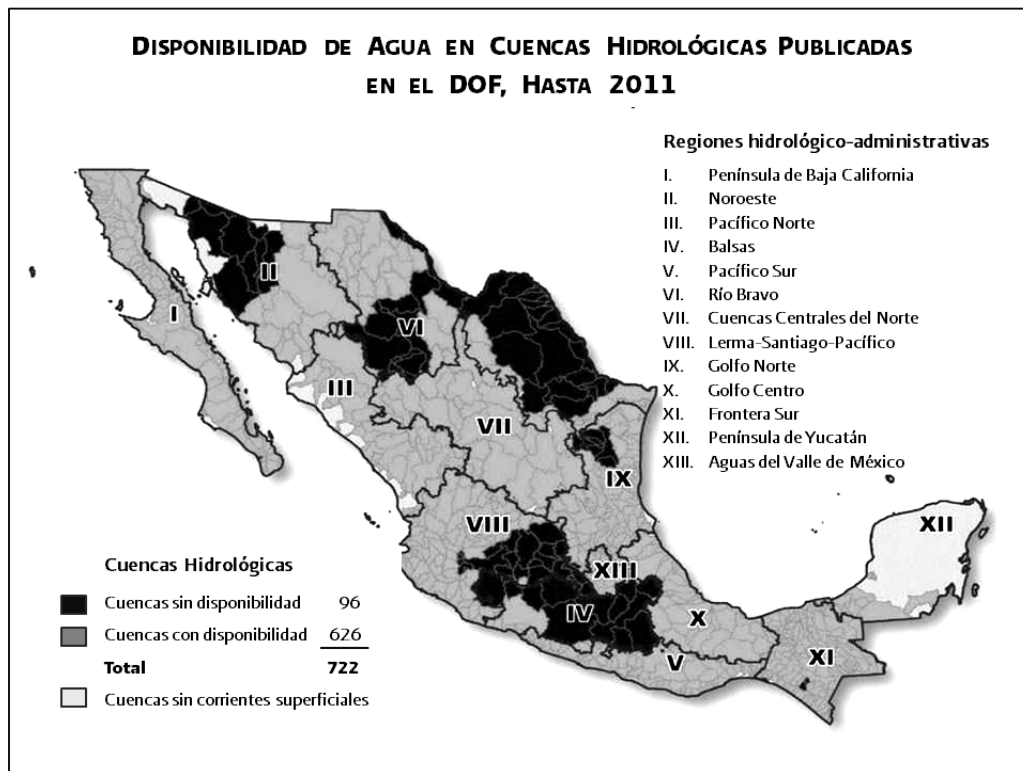 DISPONIBILIDAD DE AGUA EN CUENCAS HIDROLÓGICAS PUBLICADAS
EN EL DOF, HASTA 2011
Regiones hidrológico-administrativas
I. Península de Baja California
II. Noroeste
III. Pacífico Norte
IV. Balsas
V. Pacífico Sur
VI. Río Bravo
VII. Cuencas Centrales del Norte
VIII. Lerma-Santiago-Pacífico
IX. Golfo Norte
X. Golfo Centro
XI. Frontera Sur
XII. Península de Yucatán
XIII. Aguas del Valle de México
II
I
VI
III
VII
IX
VIII
XII
XIII
IV
X
V
XI
Cuencas Hidrológicas
Cuencas sin disponibilidad 96
Cuencas con disponibilidad 626
Total 722
Cuencas sin corrientes superficiales